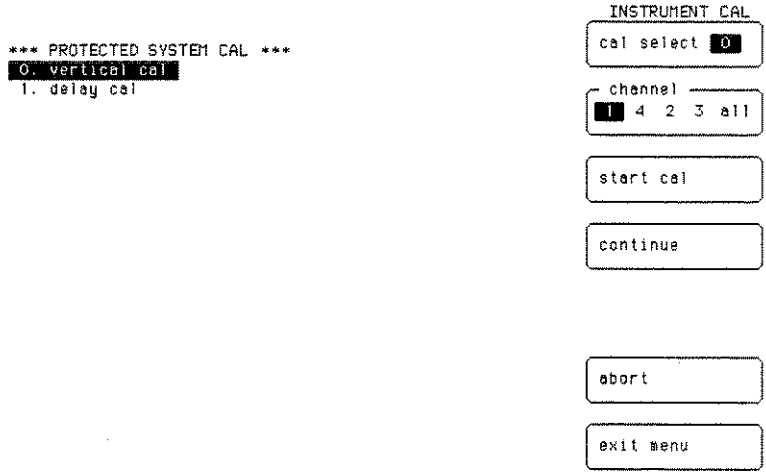 *** PROTECTED SYSTEM CAL ***
0. vertical cal
1. delay cal
INSTRUMENT CAL
cal select 0
channel
1 4 2 3 all
start cal
continue
abort
exit menu